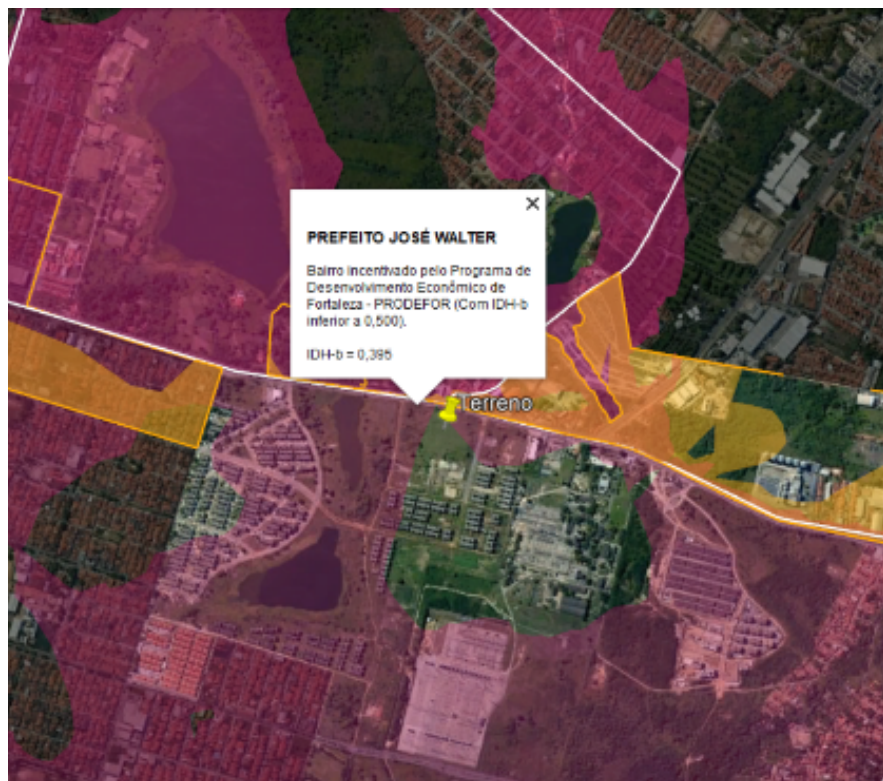 PREFEITO JOSÉ WALTER
Bairro Incentivado pelo Programa de
Desenvolvimento Econômico de
Fortaleza - PRODEFOR (Com IDH-b
inferior a 0,500).
IDH-b = 0,395
Terreno